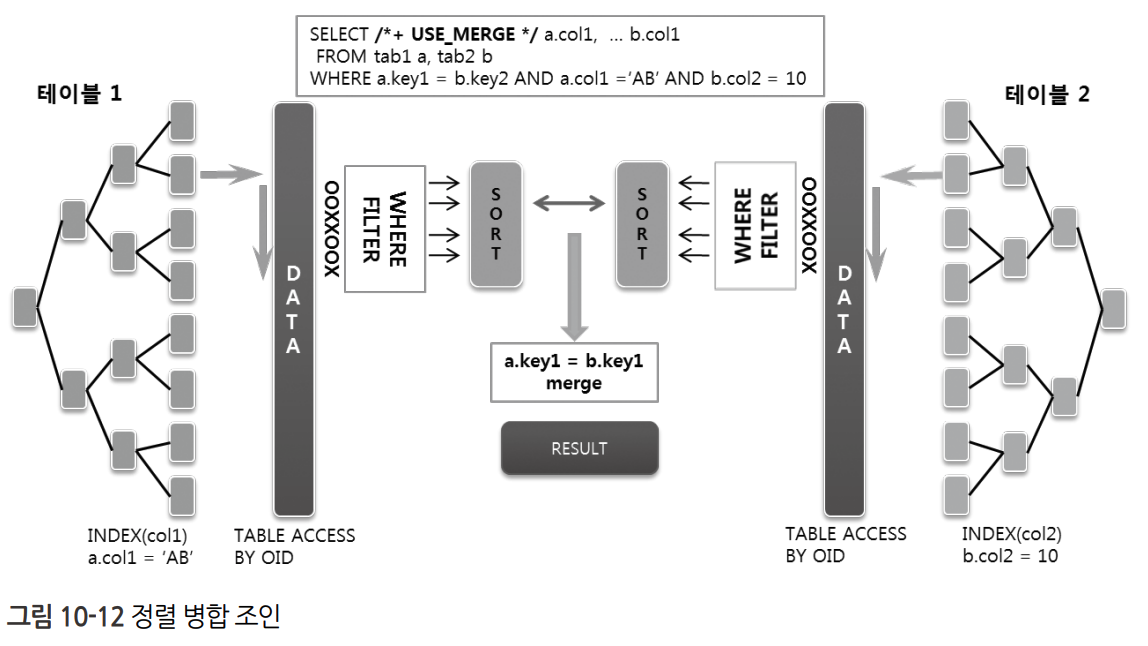 SELECT /*+ USE_MERGE */ a.col1,  … b.col1
FROM tab1 a, tab2 b
WHERE a.key1 = b.key2 AND a.col1 =‘AB’ AND b.col2 = 10
테이블 1
테이블 2
DATA
OOXXOOX
WHERE
FILTER
SORT
SORT
WHERE
FILTER
OOXXOOX
DATA
a.key1 = b.key1
merge
RESULT
INDEX(col1)
a.col1 = ‘AB’
TABLE ACCESS
BY OID
TABLE ACCESS
BY OID
INDEX(col2)
b.col2 = 10
그림 10-12 정렬 병합 조인